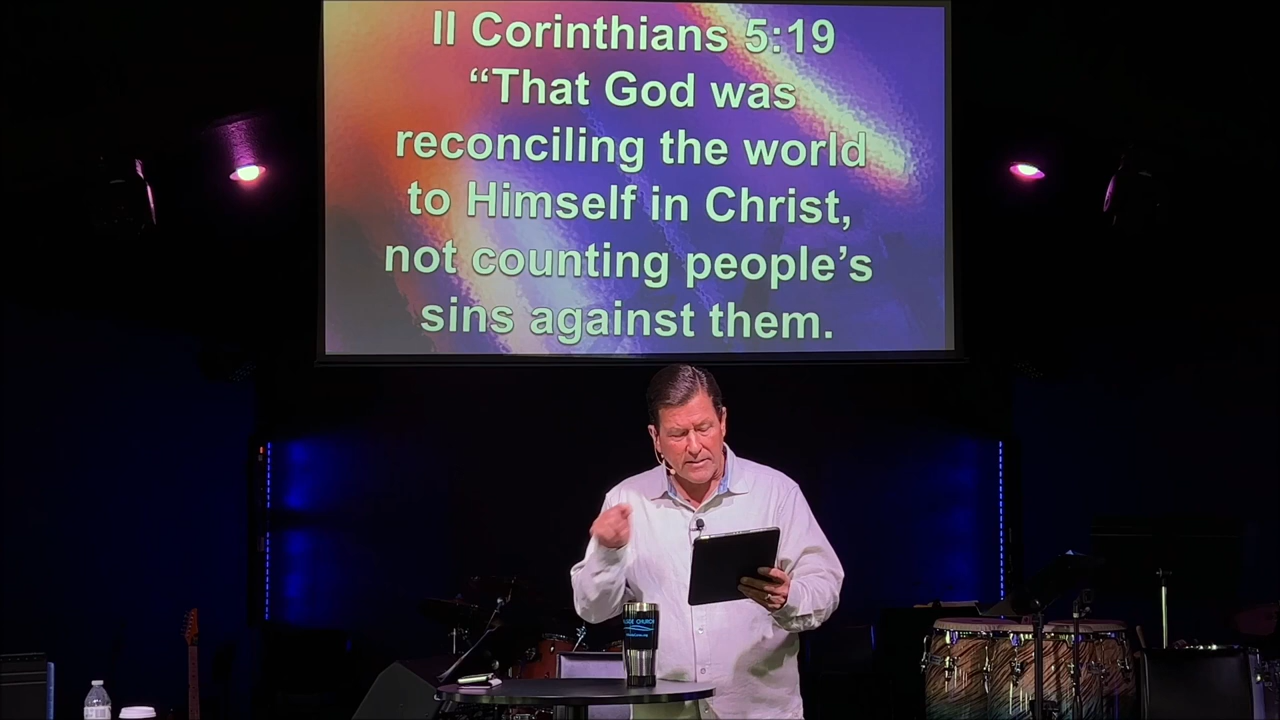 II Corinthians 5:19
“That God was
reconciling the world
to Himself in Christ,
not counting people’s
sins against them.
CHURCH